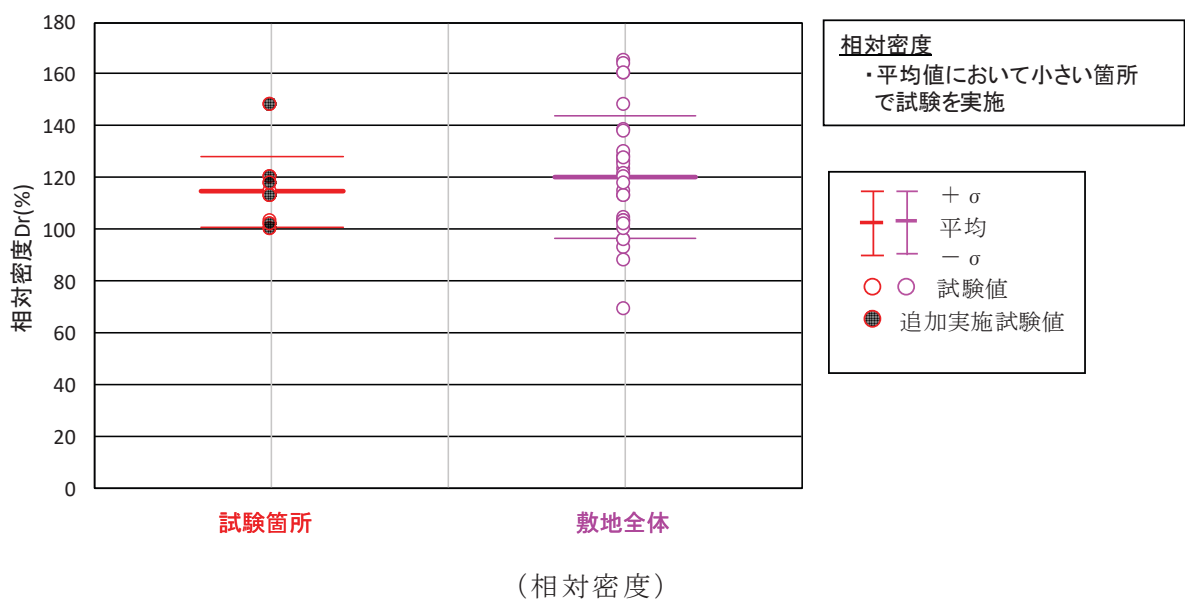 180
160
140
120
100
80
60
40
20
0
相対密度Dr(%)
試験箇所
敷地全体
相対密度
・平均値において小さい箇所
で試験を実施
＋σ
平均
－σ
試験値
追加実施試験値
(相対密度)